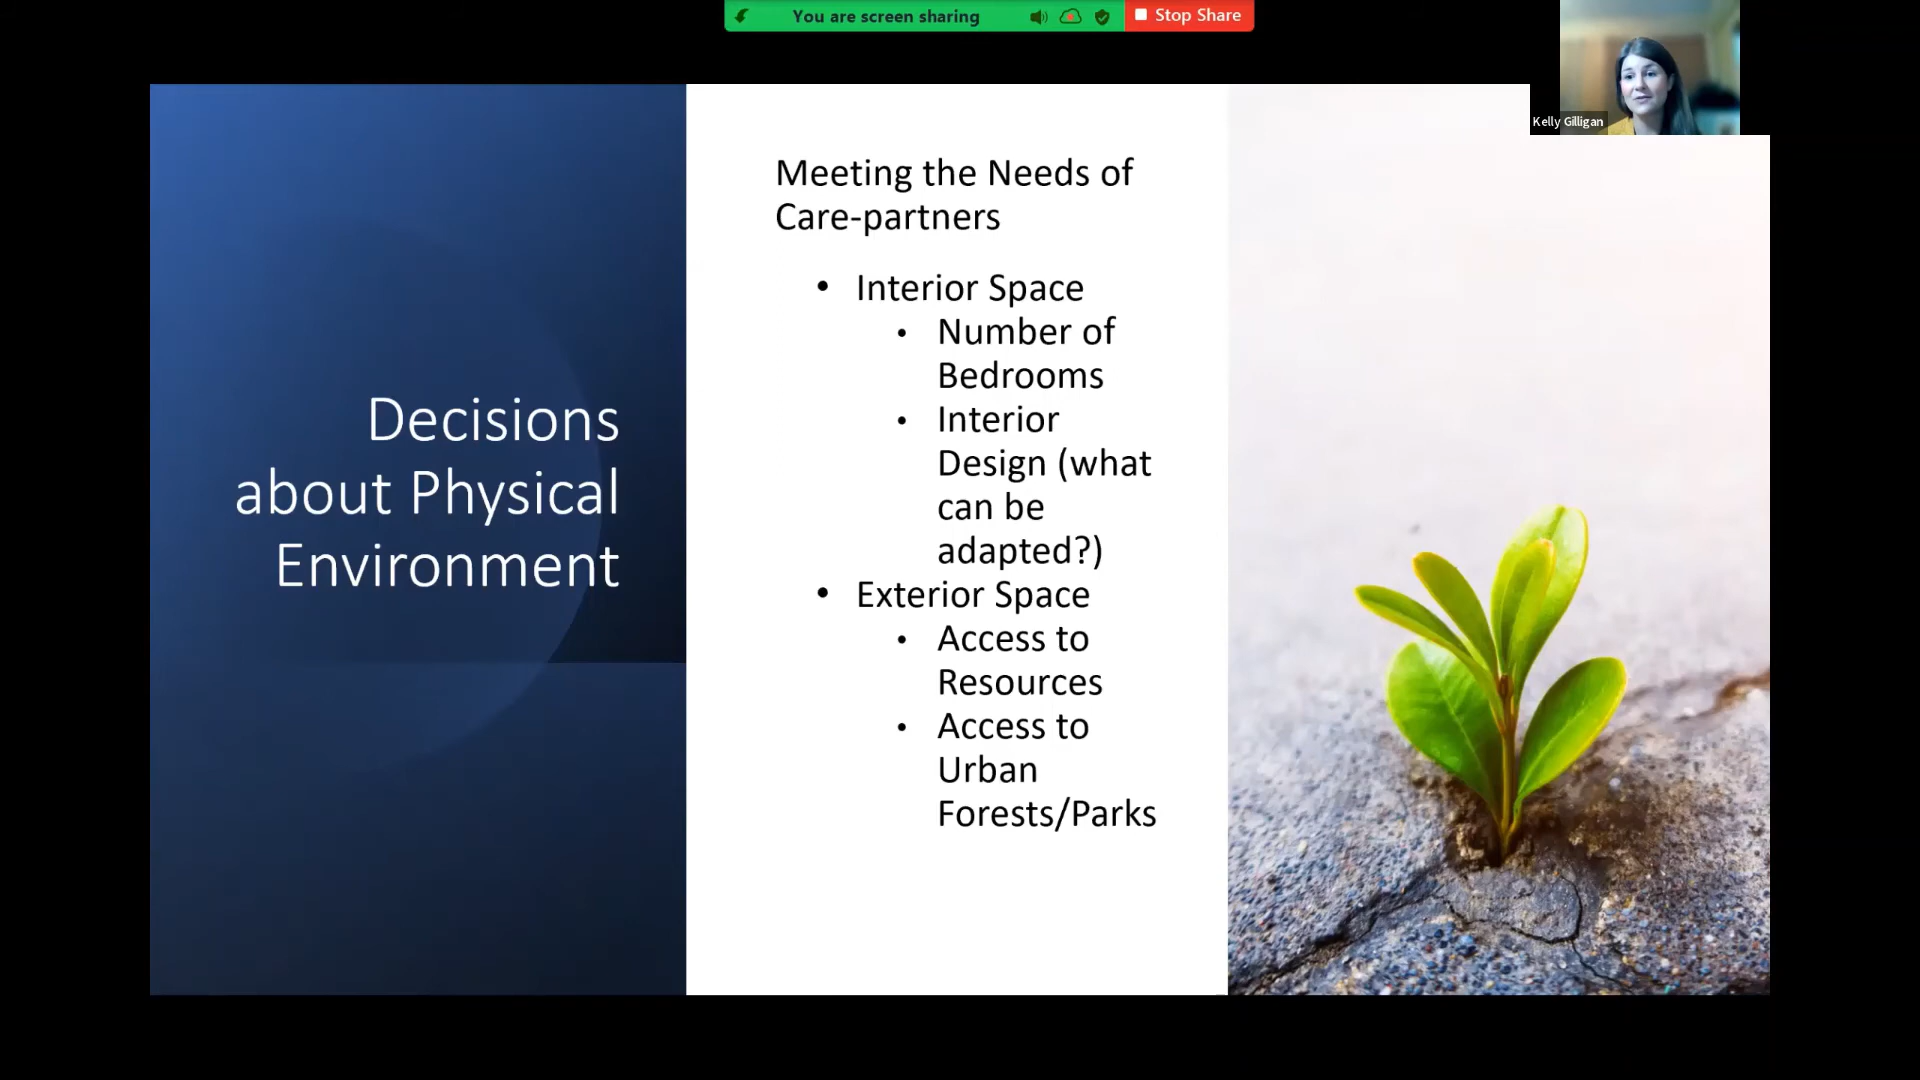 You are screen sharing
Stop Share
Kelly Gilligan
Decisions
about Physical
Environment
Meeting the Needs of
Care-partners
• Interior Space
• Number of
Bedrooms
• Interior
Design (what
can be
adapted?)
• Exterior Space
• Access to
Resources
• Access to
Urban
Forests/Parks